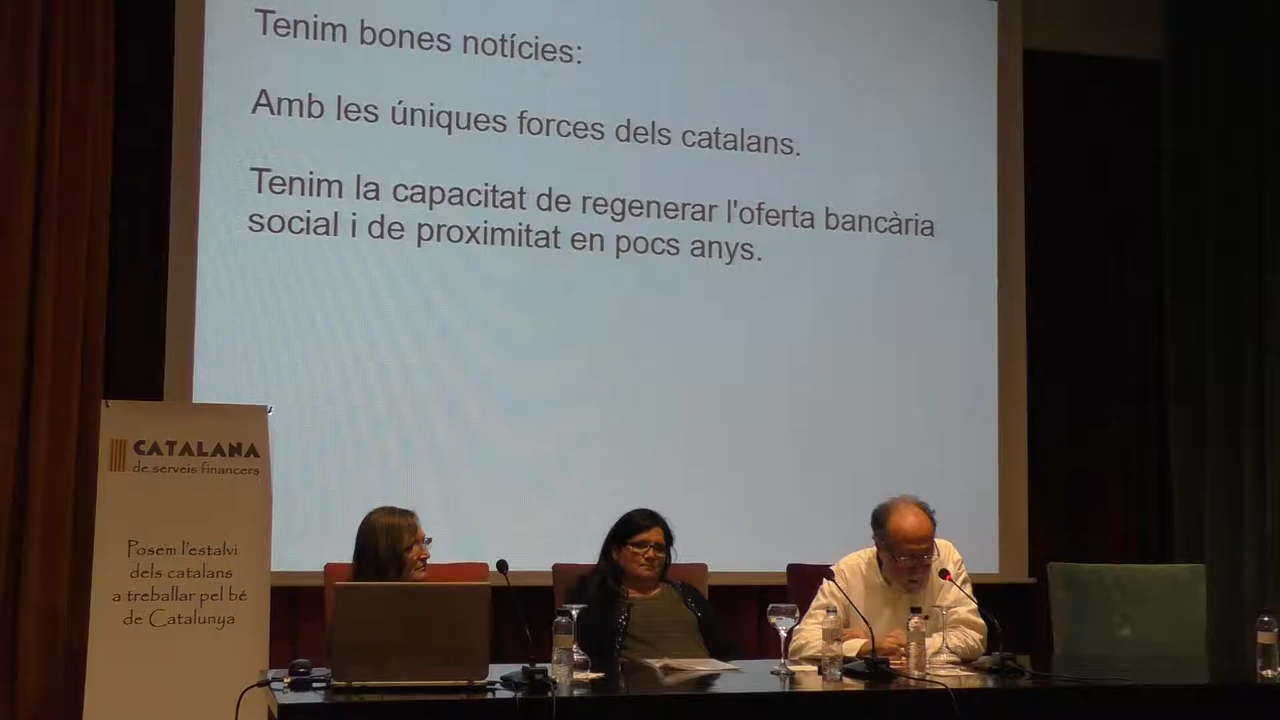 Tenim bones notícies:
Amb les úniques forces dels catalans.
Tenim la capacitat de regenerar l'oferta bancària
social i de proximitat en pocs anys.
CATALANA
de serveis financers
Posem l'estalvi
dels catalans
a treballar pel bé
de Catalunya